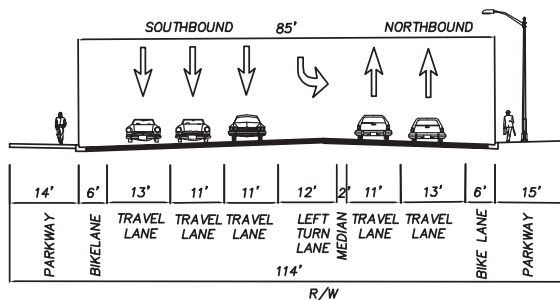 SOUTHBOUND 85' NORTHBOUND
14' 6' 13' 11' 11' 12' 2' 11' 13' 6' 15'
PARKWAY
BIKELANE
TRAVEL
LANE
TRAVEL
LANE
TRAVEL
LANE
LEFT
TURN
LANE
MEDIAN
TRAVEL
LANE
TRAVEL
LANE
BIKE LANE
PARKWAY
114'
R/W